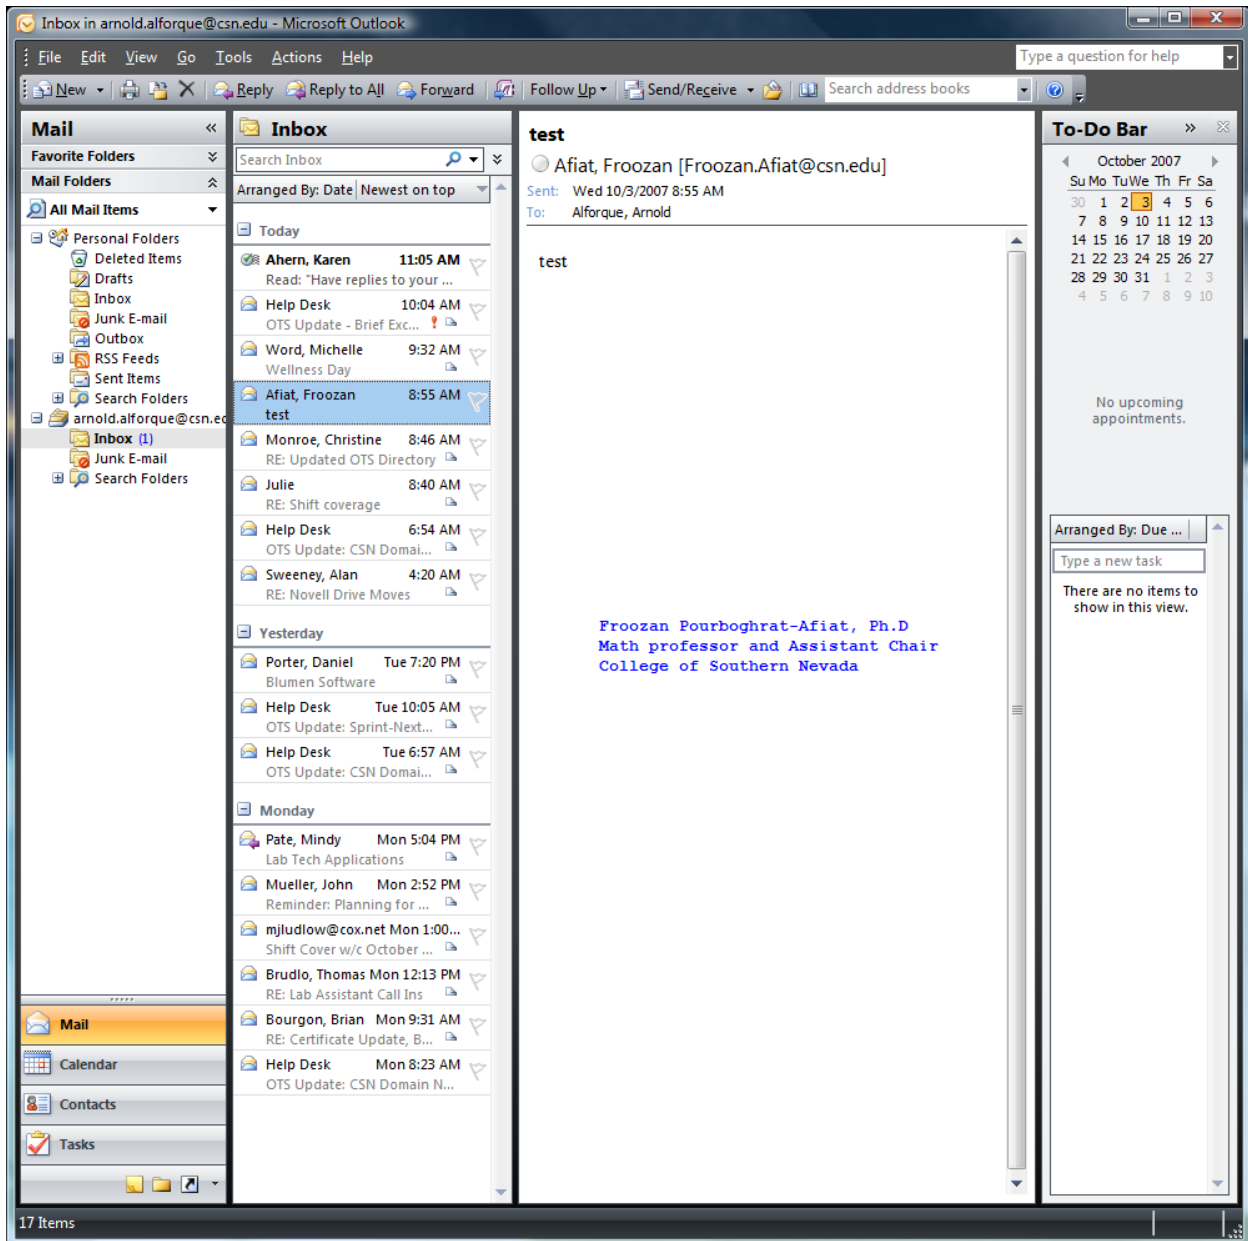 Inbox in arnold.alforque@csn.edu - Microsoft Outlook
File Edit View Go Tools Actions Help
Type a question for help
New Reply Reply to All Forward Follow Up Send/Receive Search address books
Mail
Favorite Folders
Mail Folders
All Mail Items
Personal Folders
Deleted Items
Drafts
Inbox
Junk E-mail
Outbox
RSS Feeds
Sent Items
Search Folders
arnold.alforque@csn.ec
Inbox (1)
Junk E-mail
Search Folders
Mail
Calendar
Contacts
Tasks
Inbox
Search Inbox
Arranged By: Date Newest on top
Today
Ahern, Karen 11:05 AM
Read: "Have replies to your ...
Help Desk 10:04 AM
OTS Update - Brief Exc...
Word, Michelle 9:32 AM
Wellness Day
Afiat, Froozan 8:55 AM
test
Monroe, Christine 8:46 AM
RE: Updated OTS Directory
Julie 8:40 AM
RE: Shift coverage
Help Desk 6:54 AM
OTS Update: CSN Domai...
Sweeney, Alan 4:20 AM
RE: Novell Drive Moves
Yesterday
Porter, Daniel Tue 7:20 PM
Blumen Software
Help Desk Tue 10:05 AM
OTS Update: Sprint-Next...
Help Desk Tue 6:57 AM
OTS Update: CSN Domai...
Monday
Pate, Mindy Mon 5:04 PM
Lab Tech Applications
Mueller, John Mon 2:52 PM
Reminder: Planning for ...
mjludlow@cox.net Mon 1:00...
Shift Cover w/c October ...
Brudlo, Thomas Mon 12:13 PM
RE: Lab Assistant Call Ins
Bourgon, Brian Mon 9:31 AM
RE: Certificate Update, B...
Help Desk Mon 8:23 AM
OTS Update: CSN Domain N...
test
Afiat, Froozan [Froozan.Afiat@csn.edu]
Sent: Wed 10/3/2007 8:55 AM
To: Alforque, Arnold
test
Froozan Pourboghrat-Afiat, Ph.D
Math professor and Assistant Chair
College of Southern Nevada
To-Do Bar
October 2007
Su Mo Tu We Th Fr Sa
30 1 2 3 4 5 6
7 8 9 10 11 12 13
14 15 16 17 18 19 20
21 22 23 24 25 26 27
28 29 30 31 1 2 3
4 5 6 7 8 9 10
No upcoming
appointments.
Arranged By: Due ...
Type a new task
There are no items to
show in this view.
17 Items